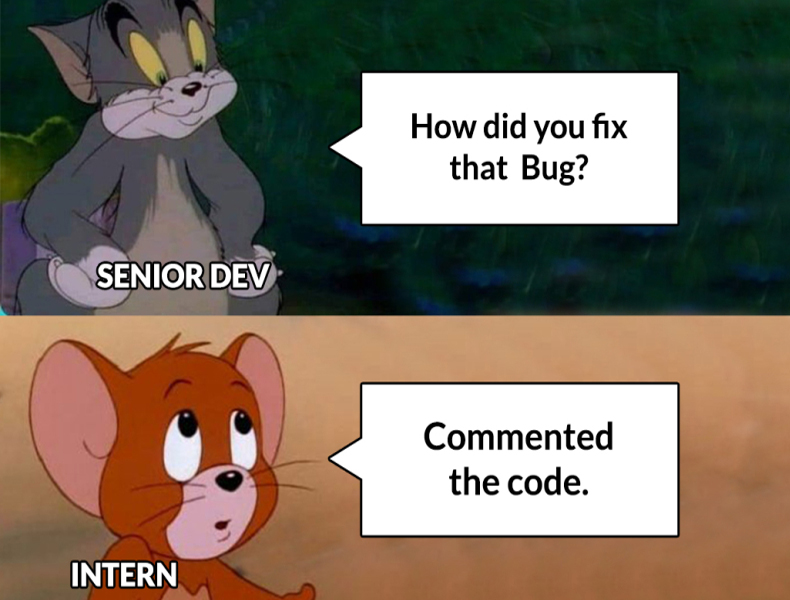 How did you fix
that Bug?
SENIOR DEV
Commented
the code.
INTERN